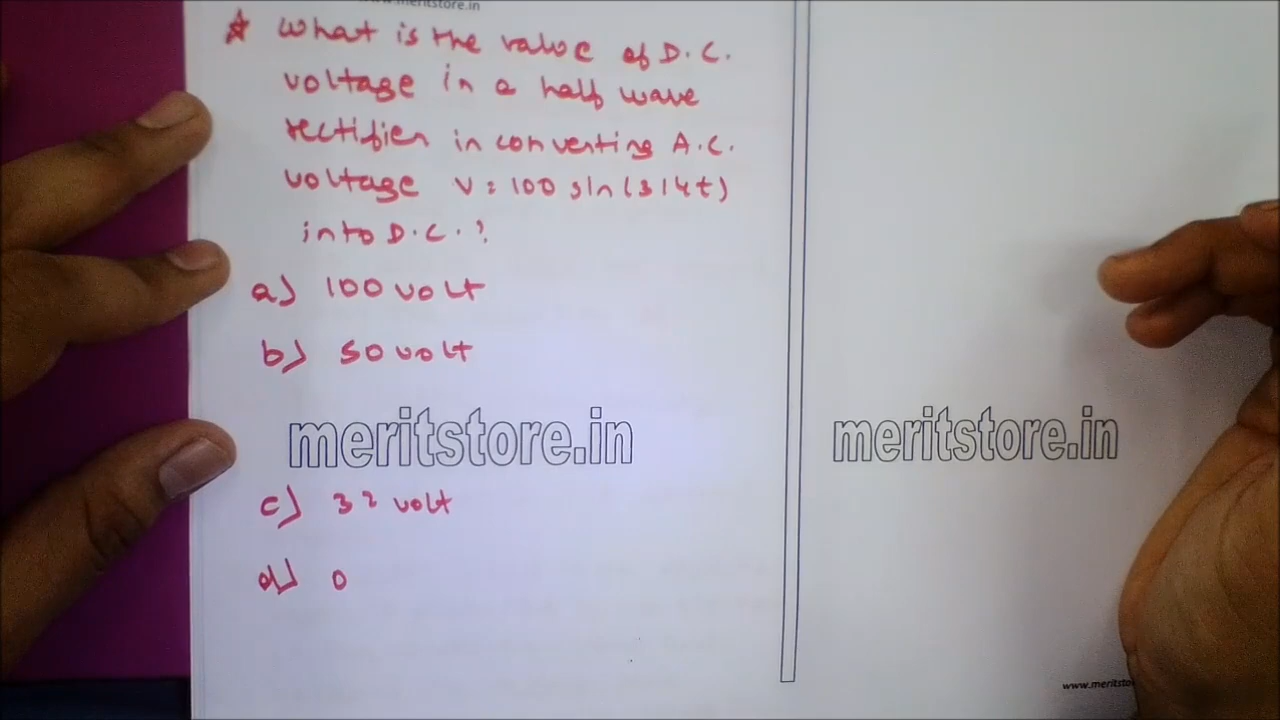 www.meritstore.in
★ What is the value of D.C.
voltage in a half wave
rectifier in converting A.C.
voltage v = 100 sin(314t)
into D.C.?
a) 100 volt
b) 50 volt
meritstore.in
c) 32 volt
d) 0
meritstore.in
www.meritsto